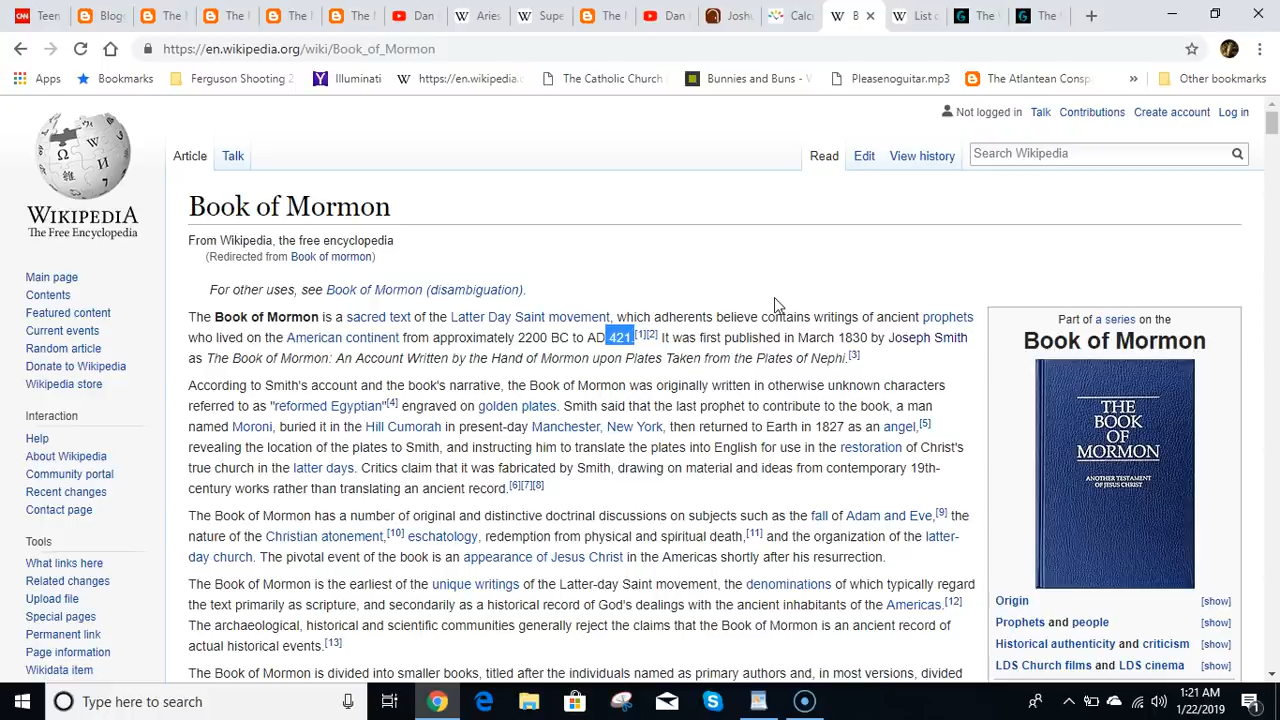 Teen
Blog
The M
The M
The M
The M
Dan
Aries
Supe
The M
Dan
Joshu
Calcu
B
List o
The
The
https://en.wikipedia.org/wiki/Book_of_Mormon
Apps Bookmarks Ferguson Shooting 2 Illuminati https://en.wikipedia. The Catholic Church Bunnies and Buns - Pleasenoguitar.mp3 The Atlantean Consp » Other bookmarks
Not logged in Talk Contributions Create account Log in
Article Talk Read Edit View history Search Wikipedia
WIKIPEDIA
The Free Encyclopedia
Main page
Contents
Featured content
Current events
Random article
Donate to Wikipedia
Wikipedia store
Interaction
Help
About Wikipedia
Community portal
Recent changes
Contact page
Tools
What links here
Related changes
Upload file
Special pages
Permanent link
Page information
Wikidata item
Book of Mormon
From Wikipedia, the free encyclopedia
(Redirected from Book of mormon)
For other uses, see Book of Mormon (disambiguation).
The Book of Mormon is a sacred text of the Latter Day Saint movement, which adherents believe contains writings of ancient prophets
who lived on the American continent from approximately 2200 BC to AD 421.[1][2] It was first published in March 1830 by Joseph Smith
as The Book of Mormon: An Account Written by the Hand of Mormon upon Plates Taken from the Plates of Nephi.[3]
According to Smith's account and the book's narrative, the Book of Mormon was originally written in otherwise unknown characters
referred to as "reformed Egyptian"[4] engraved on golden plates. Smith said that the last prophet to contribute to the book, a man
named Moroni, buried it in the Hill Cumorah in present-day Manchester, New York, then returned to Earth in 1827 as an angel,[5]
revealing the location of the plates to Smith, and instructing him to translate the plates into English for use in the restoration of Christ's
true church in the latter days. Critics claim that it was fabricated by Smith, drawing on material and ideas from contemporary 19th-
century works rather than translating an ancient record.[6][7][8]
The Book of Mormon has a number of original and distinctive doctrinal discussions on subjects such as the fall of Adam and Eve,[9] the
nature of the Christian atonement,[10] eschatology, redemption from physical and spiritual death,[11] and the organization of the latter-
day church. The pivotal event of the book is an appearance of Jesus Christ in the Americas shortly after his resurrection.
The Book of Mormon is the earliest of the unique writings of the Latter-day Saint movement, the denominations of which typically regard
the text primarily as scripture, and secondarily as a historical record of God's dealings with the ancient inhabitants of the Americas.[12]
The archaeological, historical and scientific communities generally reject the claims that the Book of Mormon is an ancient record of
actual historical events.[13]
The Book of Mormon is divided into smaller books, titled after the individuals named as primary authors and, in most versions, divided
Part of a series on the
Book of Mormon
THE
BOOK
OF
MORMON
ANOTHER TESTAMENT
OF JESUS CHRIST
Origin [show]
Prophets and people [show]
Historical authenticity and criticism [show]
LDS Church films and LDS cinema [show]
Type here to search
1:21 AM
1/22/2019